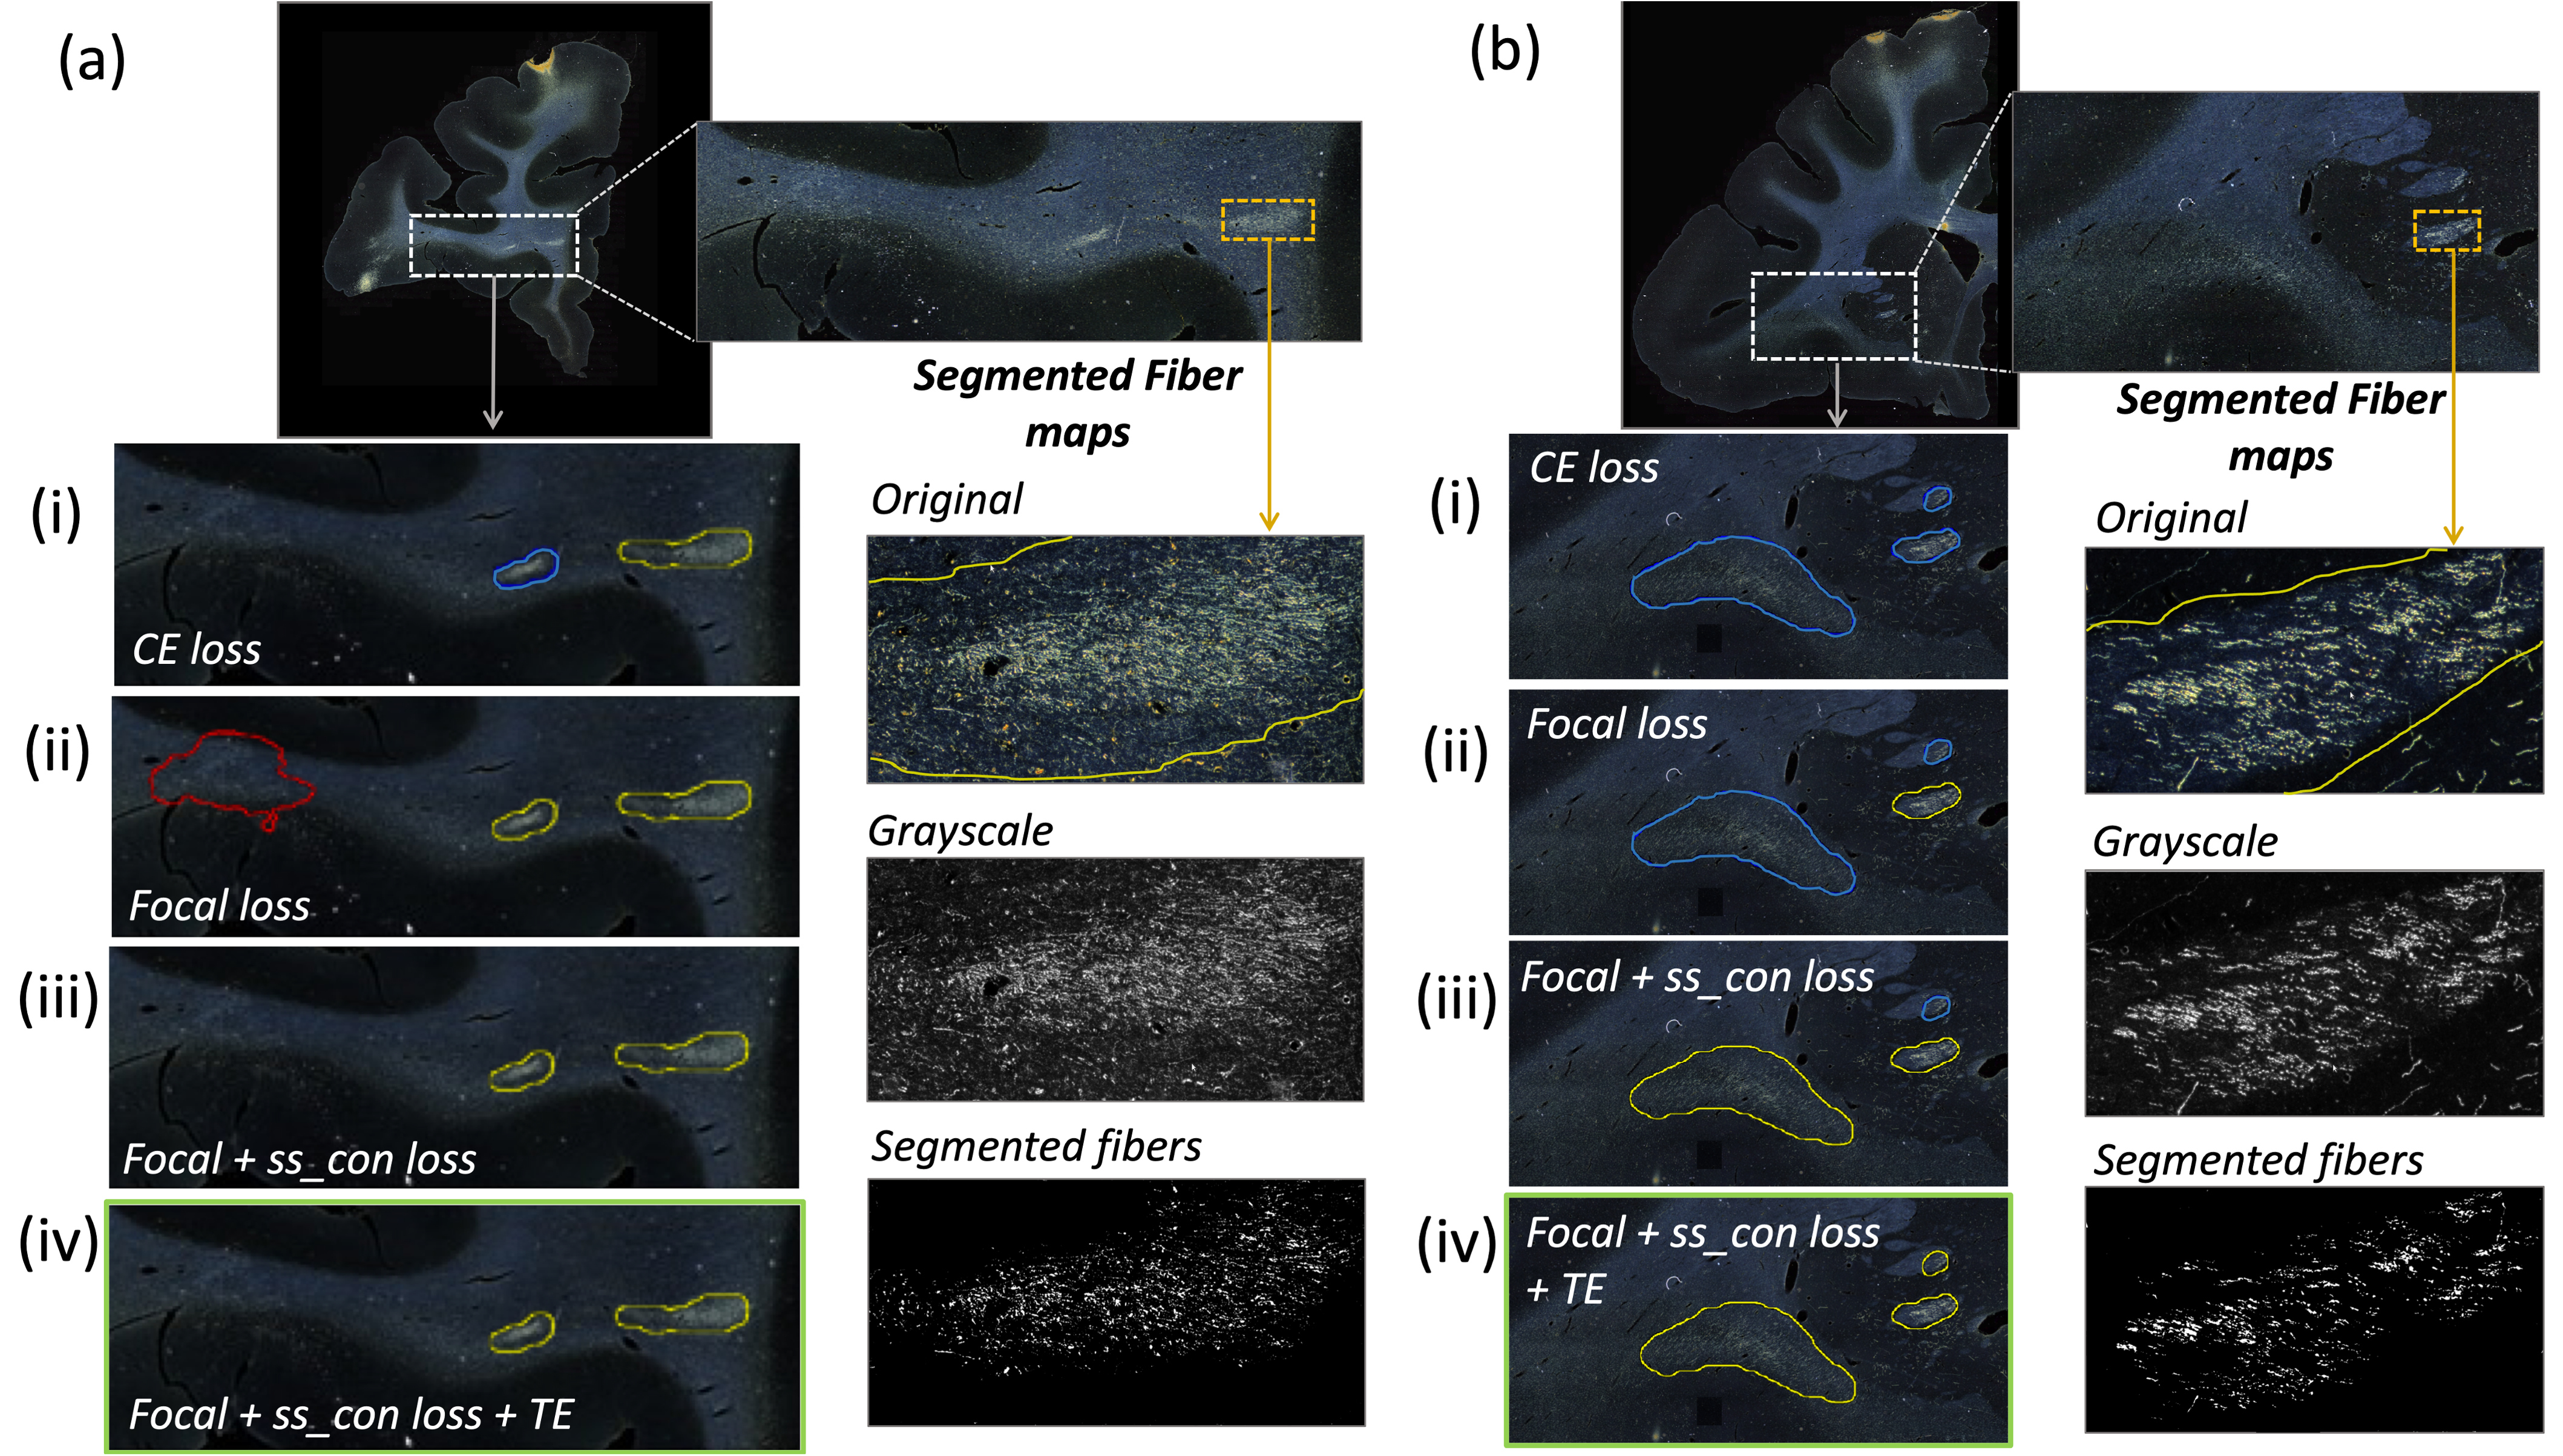 (a)
Segmented Fiber
maps
(i)
CE loss
(ii)
Focal loss
(iii)
Focal + ss_con loss
(iv)
Focal + ss_con loss + TE
Original
Grayscale
Segmented fibers
(b)
Segmented Fiber
maps
(i)
CE loss
(ii)
Focal loss
(iii)
Focal + ss_con loss
(iv)
Focal + ss_con loss
+ TE
Original
Grayscale
Segmented fibers